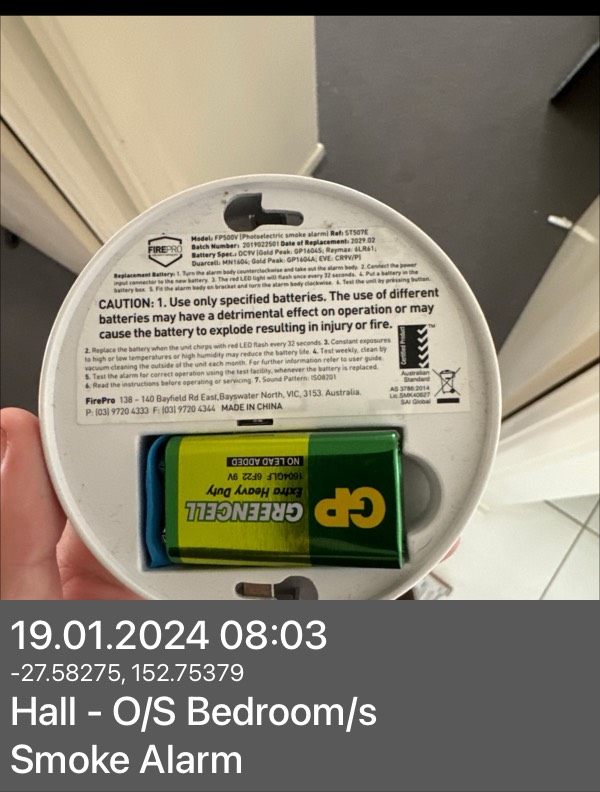 FIREPRO
Model: FP500V (Photoelectric smoke alarm) Ref: ST507E
Batch Number: 2019022501 Date of Replacement: 2029.02
Battery Spec.: DC9V (Gold Peak: GP1604S; Raymax: 6LR61;
Duarcell: MN1604; Gold Peak: GP1604A; EVE: CR9V/P)
Replacement Battery: 1. Turn the alarm body counterclockwise and take out the alarm body. 2. Connect the power
input connector to the new battery. 3. The red LED light will flash once every 32 seconds. 4. Put a battery in the
battery box. 5. Fit the alarm body on bracket and turn the alarm body clockwise. 6. Test the unit by pressing button.
CAUTION: 1. Use only specified batteries. The use of different
batteries may have a detrimental effect on operation or may
cause the battery to explode resulting in injury or fire.
2. Replace the battery when the unit chirps with red LED flash every 32 seconds. 3. Constant exposures
to high or low temperatures or high humidity may reduce the battery life. 4. Test weekly, clean by
vacuum cleaning the outside of the unit each month. For further information refer to user guide.
5. Test the alarm for correct operation using the test facility, whenever the battery is replaced.
6. Read the instructions before operating or servicing. 7. Sound Pattern: ISO8201
Certified Product
TM
Australian
Standard
AS 3786:2014
Lic.SMK40827
SAI Global
FirePro 138 – 140 Bayfield Rd East,Bayswater North, VIC, 3153. Australia.
P: (03) 9720 4333 F: (03) 9720 4344 MADE IN CHINA
GP
GREENCELL
Extra Heavy Duty
1604GLF 6F22 9V
NO LEAD ADDED
19.01.2024 08:03
-27.58275, 152.75379
Hall - O/S Bedroom/s
Smoke Alarm